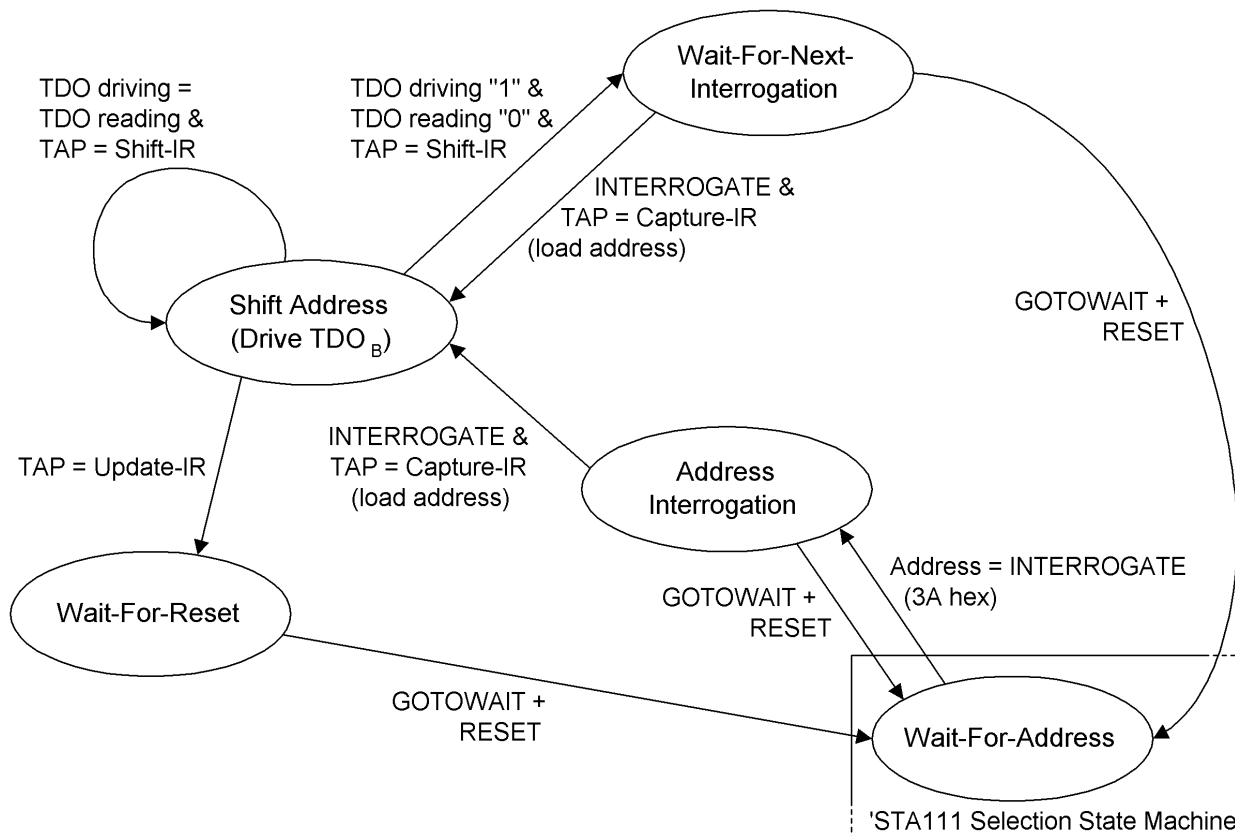 Wait-For-Next-
Interrogation
TDO driving =
TDO reading &
TAP = Shift-IR
TDO driving "1" &
TDO reading "0" &
TAP = Shift-IR
INTERROGATE &
TAP = Capture-IR
(load address)
Shift Address
(Drive TDO B)
GOTOWAIT +
RESET
INTERROGATE &
TAP = Capture-IR
(load address)
TAP = Update-IR
Address
Interrogation
Address = INTERROGATE
(3A hex)
GOTOWAIT +
RESET
Wait-For-Reset
GOTOWAIT +
RESET
Wait-For-Address
'STA111 Selection State Machine